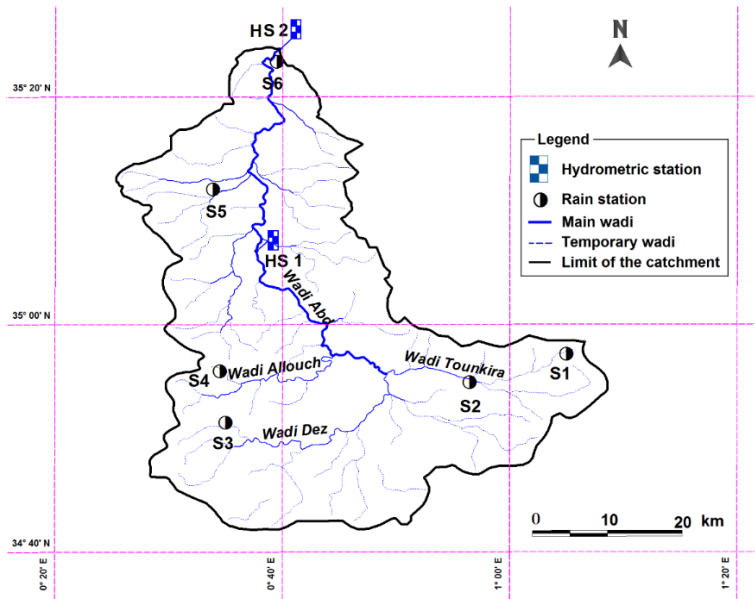 HS 2
N
S6
35° 20' N
Legend
Hydrometric station
Rain station
Main wadi
Temporary wadi
Limit of the catchment
S5
HS 1
Wadi Abd
35° 00' N
S1
Wadi Tounkira
Wadi Allouch
S4
S2
Wadi Dez
S3
0 10 20 km
34° 40' N
0° 20' E
0° 40' E
1° 00' E
1° 20' E